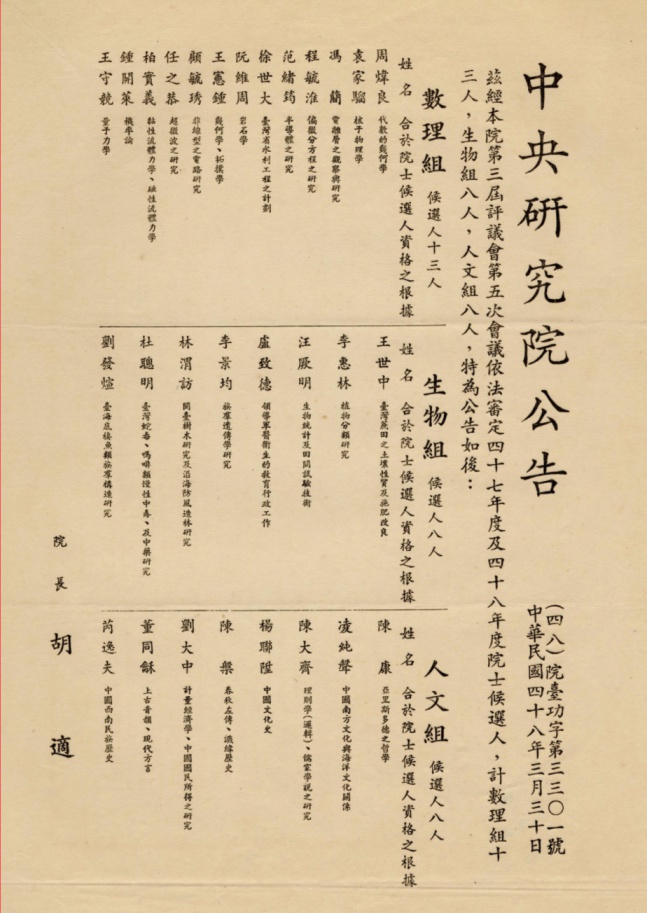 中央研究院公告
(四八)院臺功字第三三〇一號
中華民國四十八年三月三十日
茲經本院第三屆評議會第五次會議依法審定四十七年度及四十八年度院士候選人，計數理組十
三人，生物組八人，人文組八人，特為公告如後：
數理組 候選人十三人
姓名 合於院士候選人資格之根據
周煒良 代數的幾何學
袁家騮 核子物理學
馮簡 電離層之觀察與研究
程毓淮 偏微分方程之研究
范緒筠 半導體之研究
徐世大 臺灣省水利工程之計劃
阮維周 岩石學
王憲鍾 幾何學、拓撲學
顧毓琇 非線型之電路研究
任之恭 超微波之研究
柏實義 黏性流體力學、磁性流體力學
鍾開萊 機率論
王守兢 量子力學
生物組 候選人八人
姓名 合於院士候選人資格之根據
王世中 臺灣蔗田之土壤性質及施肥改良
李惠林 植物分類研究
汪厥明 生物統計及田間試驗技術
盧致德 領導軍醫衛生的教育行政工作
李景均 族羣遺傳學研究
林渭訪 關臺樹木研究及沿海防風造林研究
杜聰明 臺灣蛇毒、嗎啡類慢性中毒、及中藥研究
劉發煊 臺海底棲魚類族羣構造研究
人文組 候選人八人
姓名 合於院士候選人資格之根據
陳康 亞里斯多德之哲學
凌純聲 中國南方文化與海洋文化關係
陳大齊 理則學(邏輯)、儒家學說之研究
楊聯陞 中國文化史
陳槃 春秋左傳、讖緯歷史
劉大中 計量經濟學、中國國民所得之研究
董同龢 上古音韻、現代方言
芮逸夫 中國西南民族歷史
院長 胡適